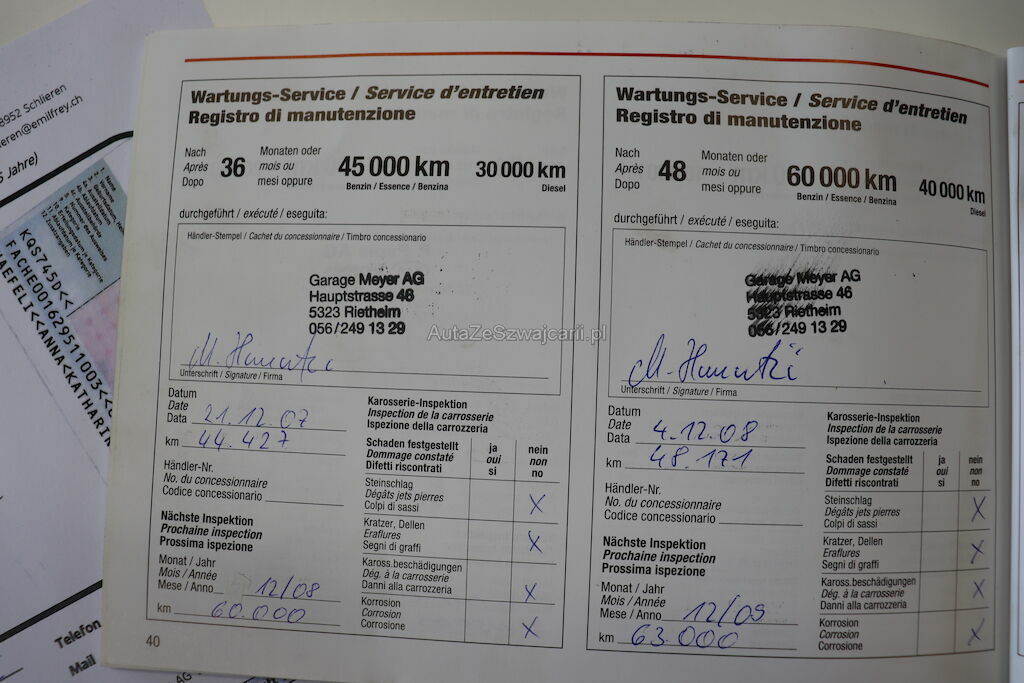 8952 Schlieren
ieren@emilfrey.ch
Jahre)
KQS745D<<
FACHE0016295110003<<
AEFELI<<ANNA<KATHARIN
Telefon
Mail
AG
Wartungs-Service / Service d'entretien
Registro di manutenzione
Nach
Après
Dopo
36
Monaten oder
mois ou
mesi oppure
45 000 km
Benzin / Essence / Benzina
30 000 km
Diesel
durchgeführt / exécuté / eseguita:
Händler-Stempel / Cachet du concessionnaire / Timbro concessionario
Garage Meyer AG
Hauptstrasse 46
5323 Rietheim
056/249 13 29
Unterschrift / Signature / Firma
Datum
Date
Data 21.12.07
km 44.427
Händler-Nr.
No. du concessionnaire
Codice concessionario
Nächste Inspektion
Prochaine inspection
Prossima ispezione
Monat / Jahr
Mois / Année
Mese / Anno 12/08
km 60.000
Karosserie-Inspektion
Inspection de la carrosserie
Ispezione della carrozzeria
Schaden festgestellt
Dommage constaté
Difetti riscontrati
ja
oui
si
nein
non
no
Steinschlag
Dégâts jets pierres
Colpi di sassi
X
Kratzer, Dellen
Eraflures
Segni di graffi
X
Kaross.beschädigungen
Dég. à la carrosserie
Danni alla carrozzeria
X
Korrosion
Corrosion
Corrosione
X
40
Wartungs-Service / Service d'entretien
Registro di manutenzione
Nach
Après
Dopo
48
Monaten oder
mois ou
mesi oppure
60 000 km
Benzin / Essence / Benzina
40 000 km
Diesel
durchgeführt / exécuté / eseguita:
Händler-Stempel / Cachet du concessionnaire / Timbro concessionario
Garage Meyer AG
Hauptstrasse 46
5323 Rietheim
056/249 13 29
Unterschrift / Signature / Firma
Datum
Date
Data 4.12.08
km 48.171
Händler-Nr.
No. du concessionnaire
Codice concessionario
Nächste Inspektion
Prochaine inspection
Prossima ispezione
Monat / Jahr
Mois / Année
Mese / Anno 12/09
km 63.000
Karosserie-Inspektion
Inspection de la carrosserie
Ispezione della carrozzeria
Schaden festgestellt
Dommage constaté
Difetti riscontrati
ja
oui
si
nein
non
no
Steinschlag
Dégâts jets pierres
Colpi di sassi
X
Kratzer, Dellen
Eraflures
Segni di graffi
X
Kaross.beschädigungen
Dég. à la carrosserie
Danni alla carrozzeria
X
Korrosion
Corrosion
Corrosione
X
AutaZeSzwajcarii.pl